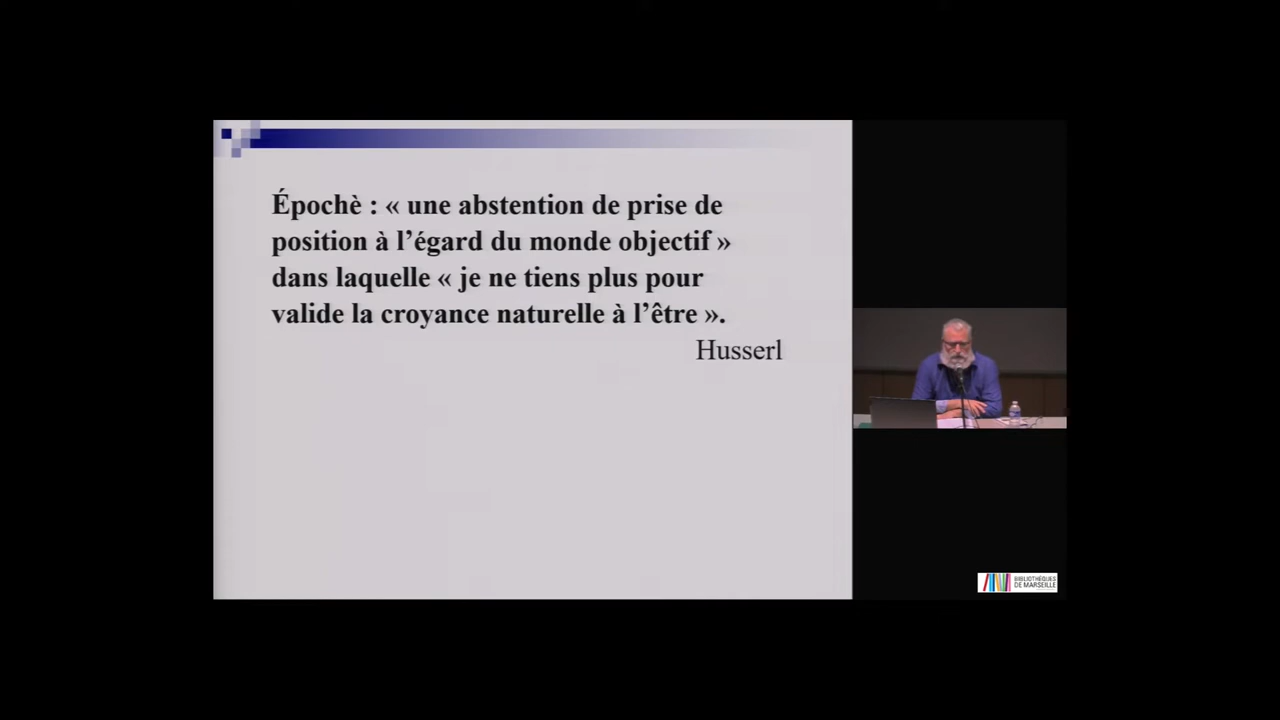 Épochè : « une abstention de prise de
position à l’égard du monde objectif »
dans laquelle « je ne tiens plus pour
valide la croyance naturelle à l’être ».
Husserl
BIBLIOTHÈQUES
DE MARSEILLE